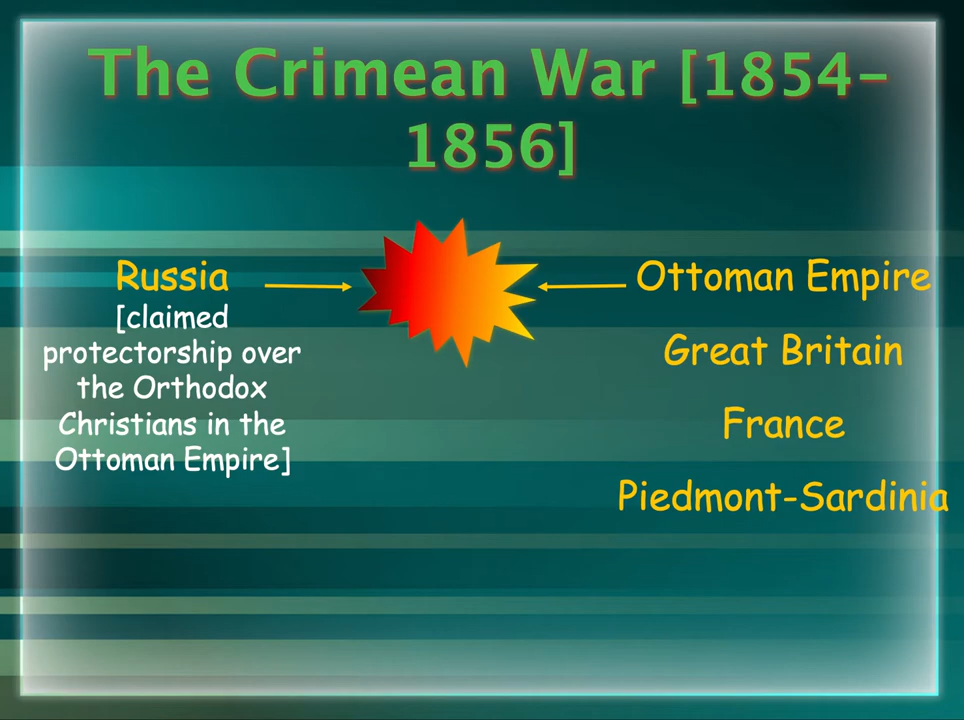 The Crimean War [1854-
1856]
Russia
[claimed
protectorship over
the Orthodox
Christians in the
Ottoman Empire]
Ottoman Empire
Great Britain
France
Piedmont-Sardinia